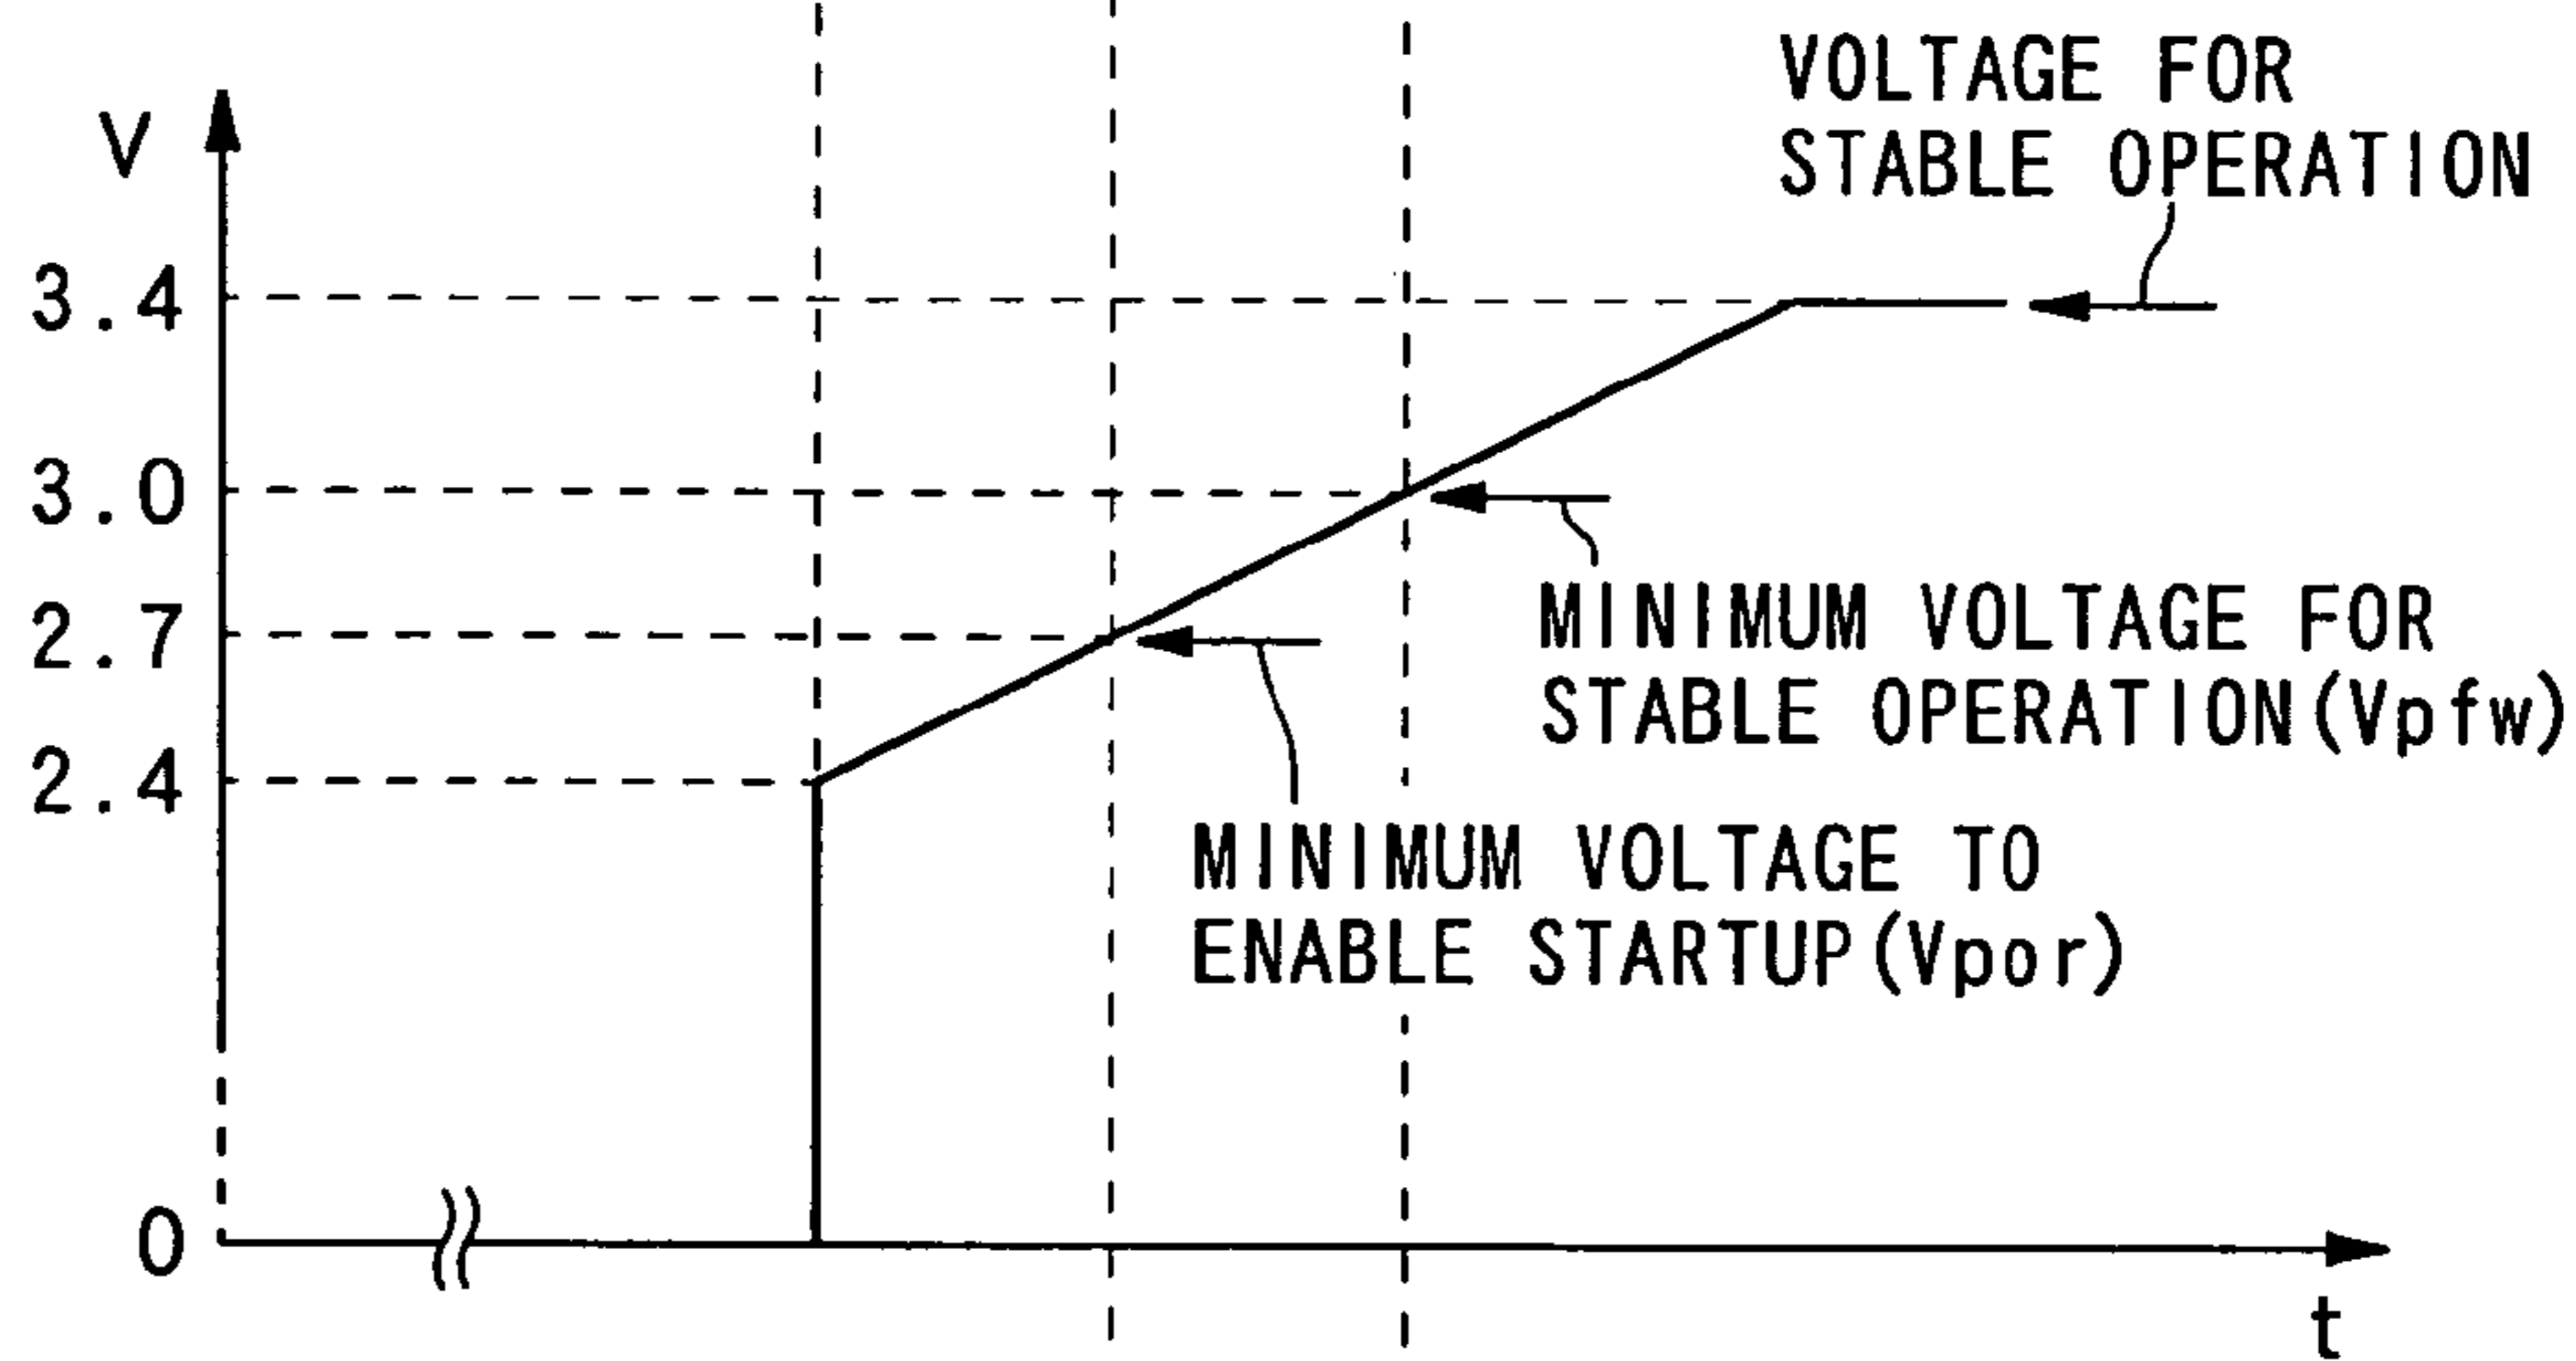 VOLTAGE FOR
STABLE OPERATION
V
3.4
3.0
2.7
2.4
0
MINIMUM VOLTAGE FOR
STABLE OPERATION(Vpfw)
MINIMUM VOLTAGE TO
ENABLE STARTUP(Vpor)
t